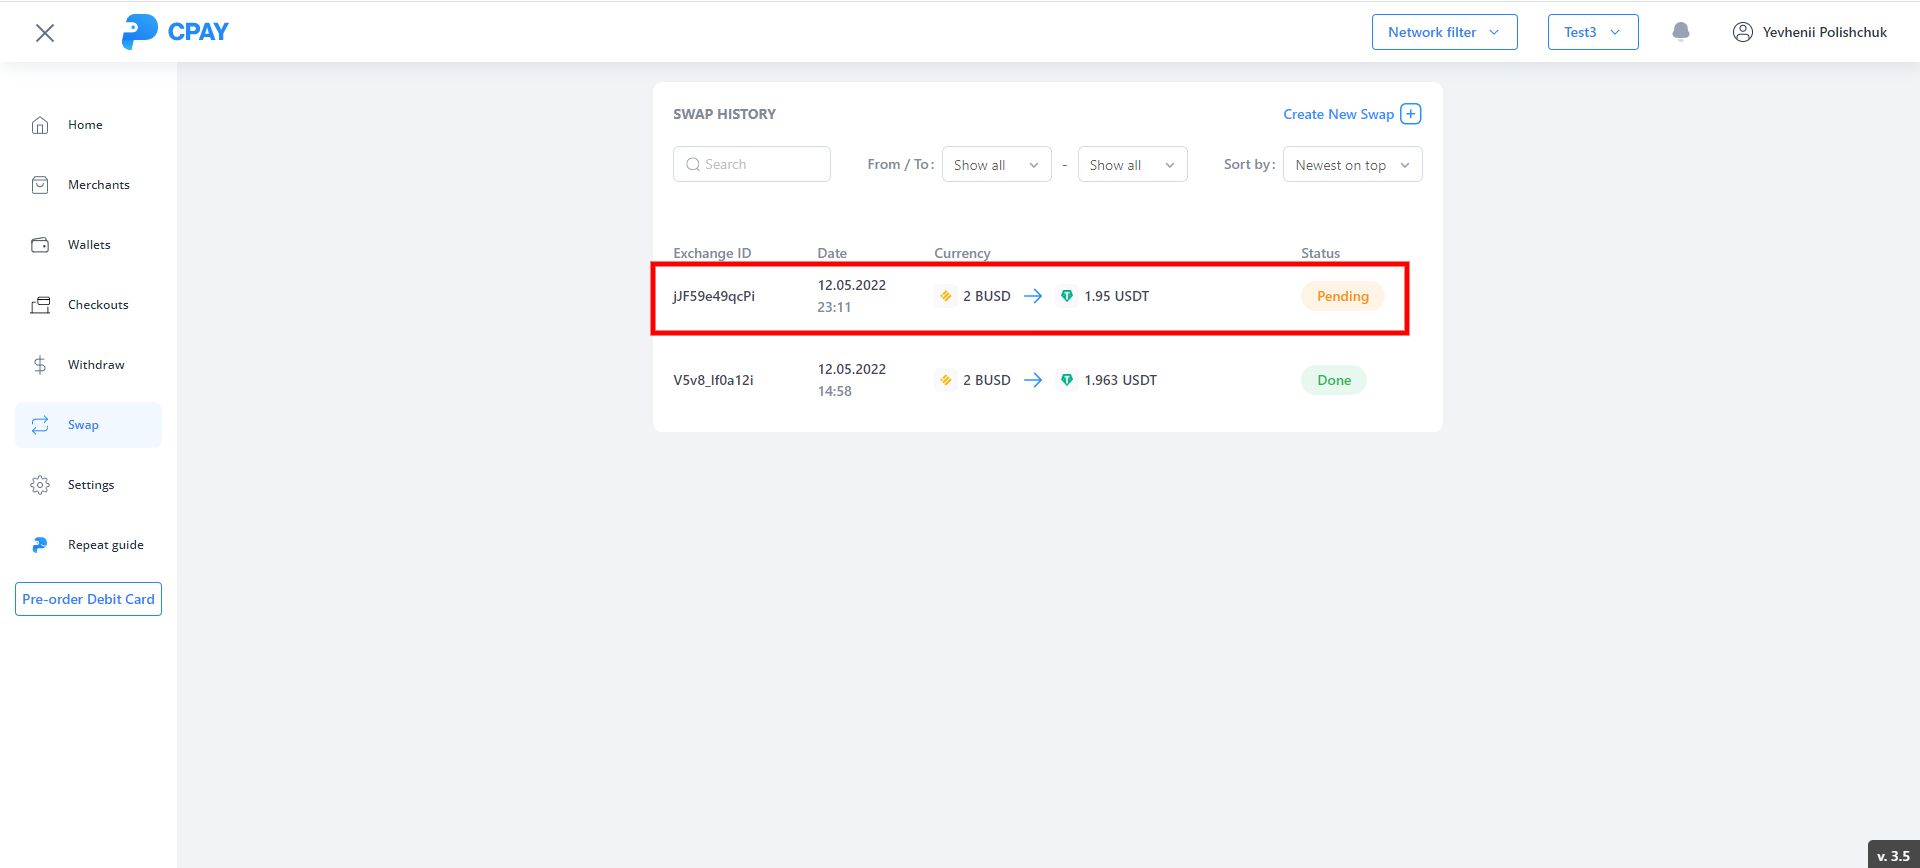 CPAY
Network filter
Test3
Yevhenii Polishchuk
Home
Merchants
Wallets
Checkouts
Withdraw
Swap
Settings
Repeat guide
Pre-order Debit Card
SWAP HISTORY
Create New Swap
Search
From / To: Show all - Show all
Sort by: Newest on top
Exchange ID Date Currency Status
jJF59e49qcPi 12.05.2022 23:11 2 BUSD 1.95 USDT Pending
V5v8_lf0a12i 12.05.2022 14:58 2 BUSD 1.963 USDT Done
v. 3.5